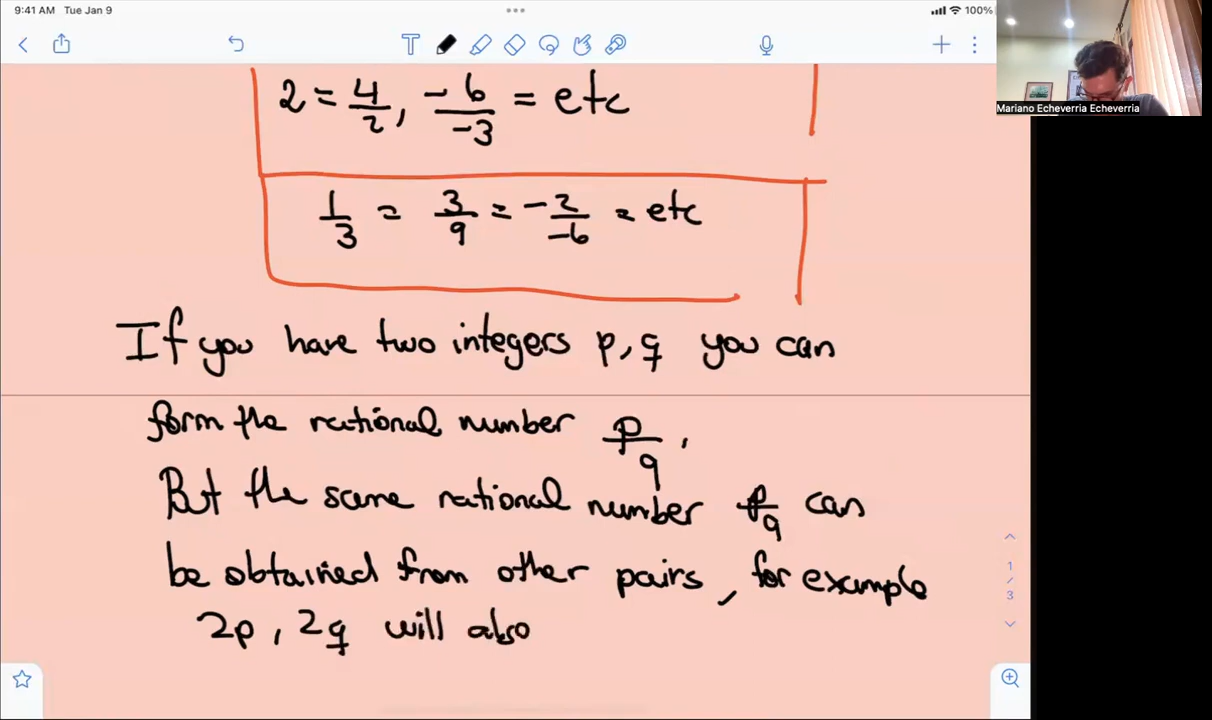 9:41 AM Tue Jan 9
100%
Mariano Echeverria Echeverria
2 = 4/2, -6/-3 = etc
1/3 = 3/9 = -2/-6 = etc
If you have two integers p, q you can
form the rational number p/q.
But the same rational number p/q can
be obtained from other pairs, for example
2p, 2q will also
1
/
3